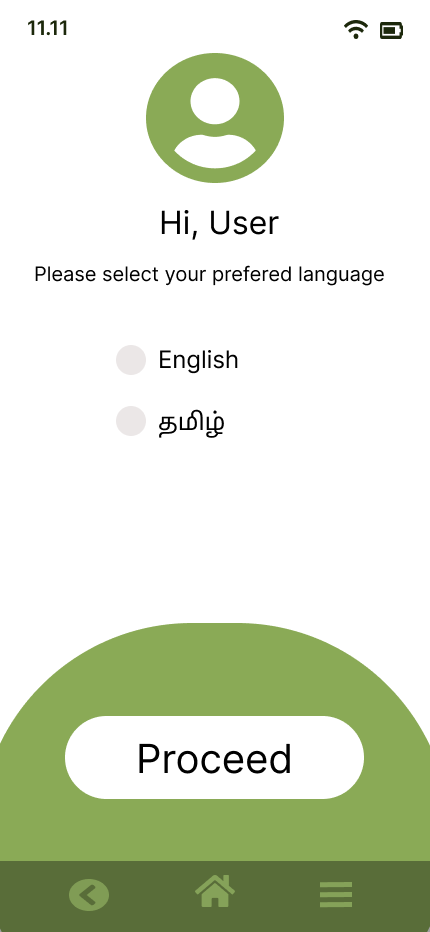 11.11
Hi, User
Please select your prefered language
English
தமிழ்
Proceed